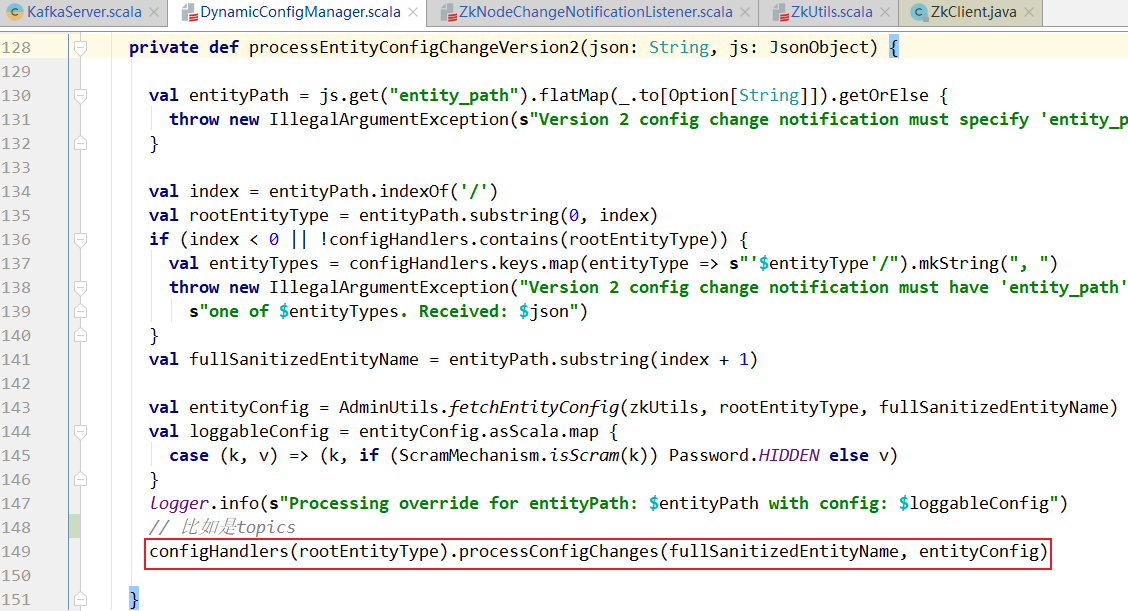 KafkaServer.scala DynamicConfigManager.scala ZkNodeChangeNotificationListener.scala ZkUtils.scala ZkClient.java
128 private def processEntityConfigChangeVersion2(json: String, js: JsonObject) {
129
130 val entityPath = js.get("entity_path").flatMap(_.to[Option[String]]).getOrElse {
131 throw new IllegalArgumentException(s"Version 2 config change notification must specify 'entity_p
132 }
133
134 val index = entityPath.indexOf('/')
135 val rootEntityType = entityPath.substring(0, index)
136 if (index < 0 || !configHandlers.contains(rootEntityType)) {
137 val entityTypes = configHandlers.keys.map(entityType => s"'$entityType'/").mkString(", ")
138 throw new IllegalArgumentException("Version 2 config change notification must have 'entity_path'
139 s"one of $entityTypes. Received: $json")
140 }
141 val fullSanitizedEntityName = entityPath.substring(index + 1)
142
143 val entityConfig = AdminUtils.fetchEntityConfig(zkUtils, rootEntityType, fullSanitizedEntityName)
144 val loggableConfig = entityConfig.asScala.map {
145 case (k, v) => (k, if (ScramMechanism.isScram(k)) Password.HIDDEN else v)
146 }
147 logger.info(s"Processing override for entityPath: $entityPath with config: $loggableConfig")
148 // 比如是topics
149 configHandlers(rootEntityType).processConfigChanges(fullSanitizedEntityName, entityConfig)
150
151 }